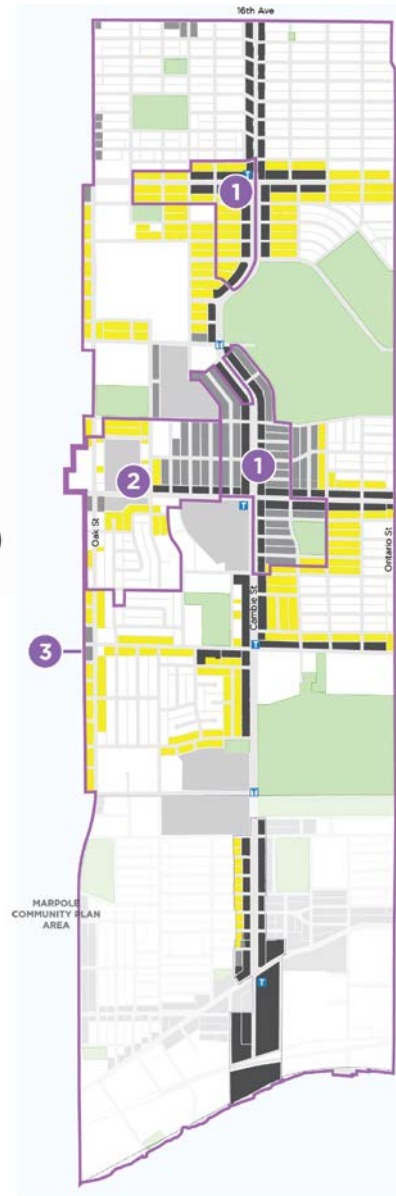 16th Ave
1
T
T
1
2
T
Oak St
Cambie St
Ontario St
3
T
T
MARPOLE
COMMUNITY PLAN
AREA
T